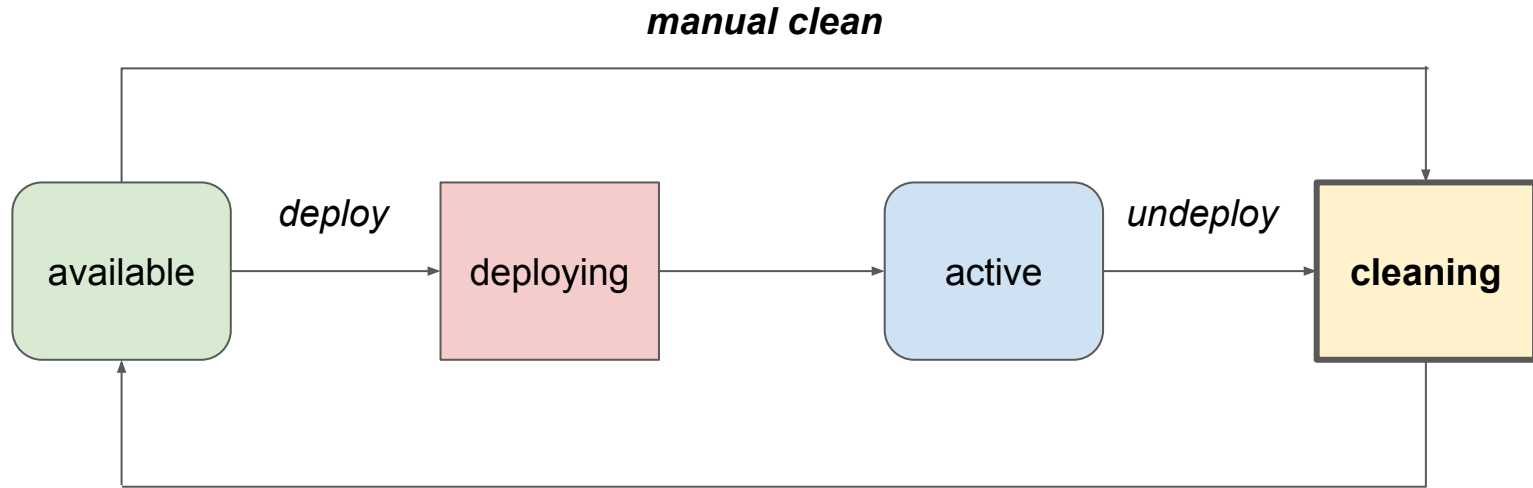 manual clean
deploy
undeploy
available
deploying
active
cleaning